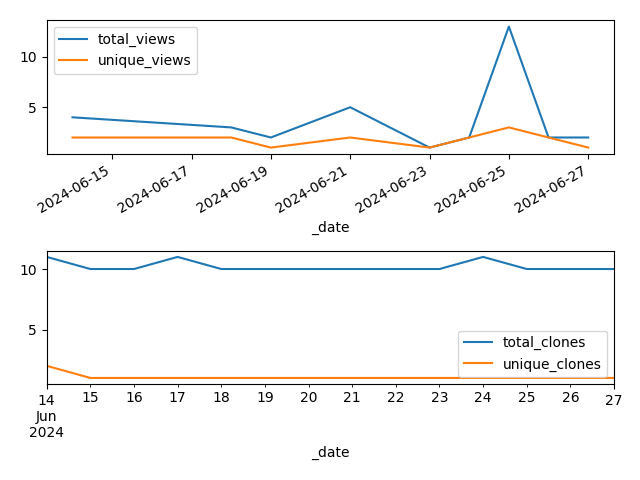 total_views
unique_views
10
5
2024-06-15
2024-06-17
2024-06-19
2024-06-21
2024-06-23
2024-06-25
2024-06-27
_date
10
5
total_clones
unique_clones
14 15 16 17 18 19 20 21 22 23 24 25 26 27
Jun
2024
_date